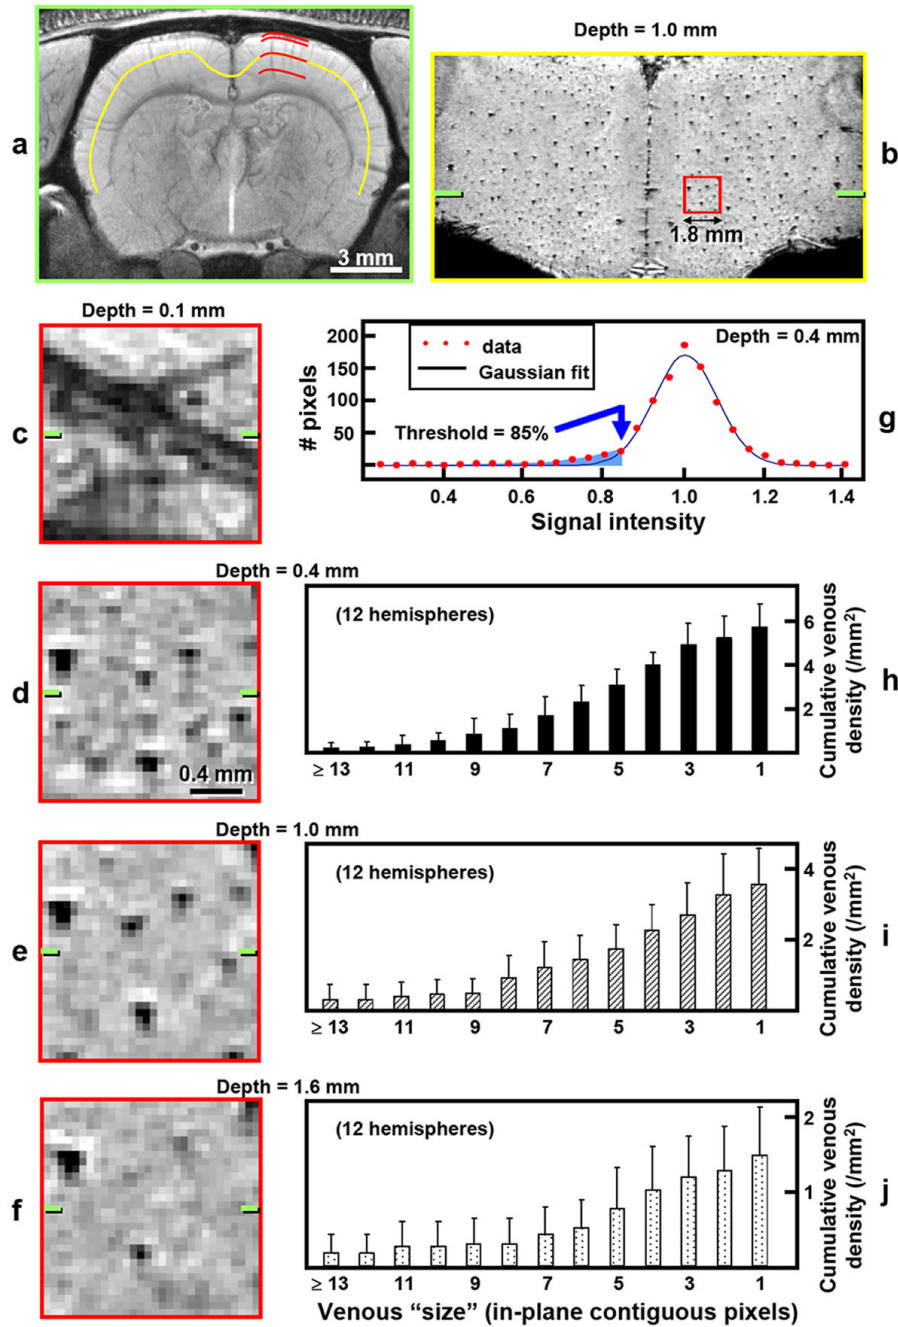 a
3 mm
Depth = 1.0 mm
b
1.8 mm
Depth = 0.1 mm
c
200
150
100
50
# pixels
data
Gaussian fit
Depth = 0.4 mm
Threshold = 85%
g
0.4 0.6 0.8 1.0 1.2 1.4
Signal intensity
Depth = 0.4 mm
d
0.4 mm
(12 hemispheres)
6
4
2
Cumulative venous
density (/mm²)
h
≥ 13 11 9 7 5 3 1
Depth = 1.0 mm
e
(12 hemispheres)
4
2
Cumulative venous
density (/mm²)
i
≥ 13 11 9 7 5 3 1
Depth = 1.6 mm
f
(12 hemispheres)
2
1
Cumulative venous
density (/mm²)
j
≥ 13 11 9 7 5 3 1
Venous “size” (in-plane contiguous pixels)